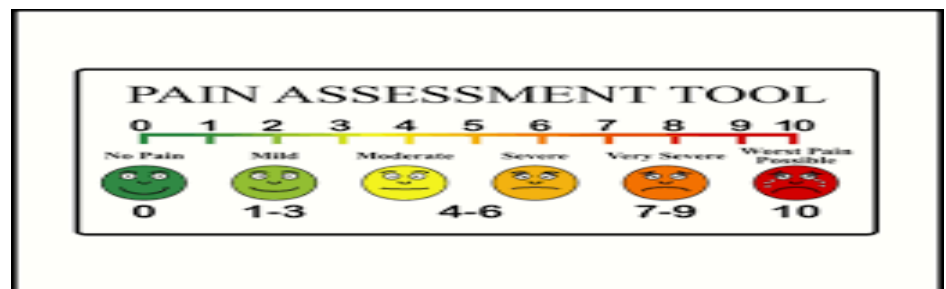 PAIN ASSESSMENT TOOL
0 1 2 3 4 5 6 7 8 9 10
No Pain Mild Moderate Severe Very Severe Worst Pain Possible
0 1-3 4-6 7-9 10